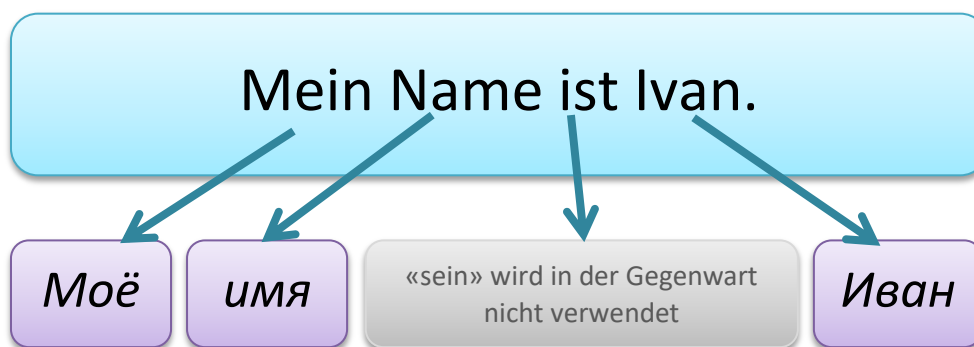 Mein Name ist Ivan.
Моё
имя
«sein» wird in der Gegenwart
nicht verwendet
Иван